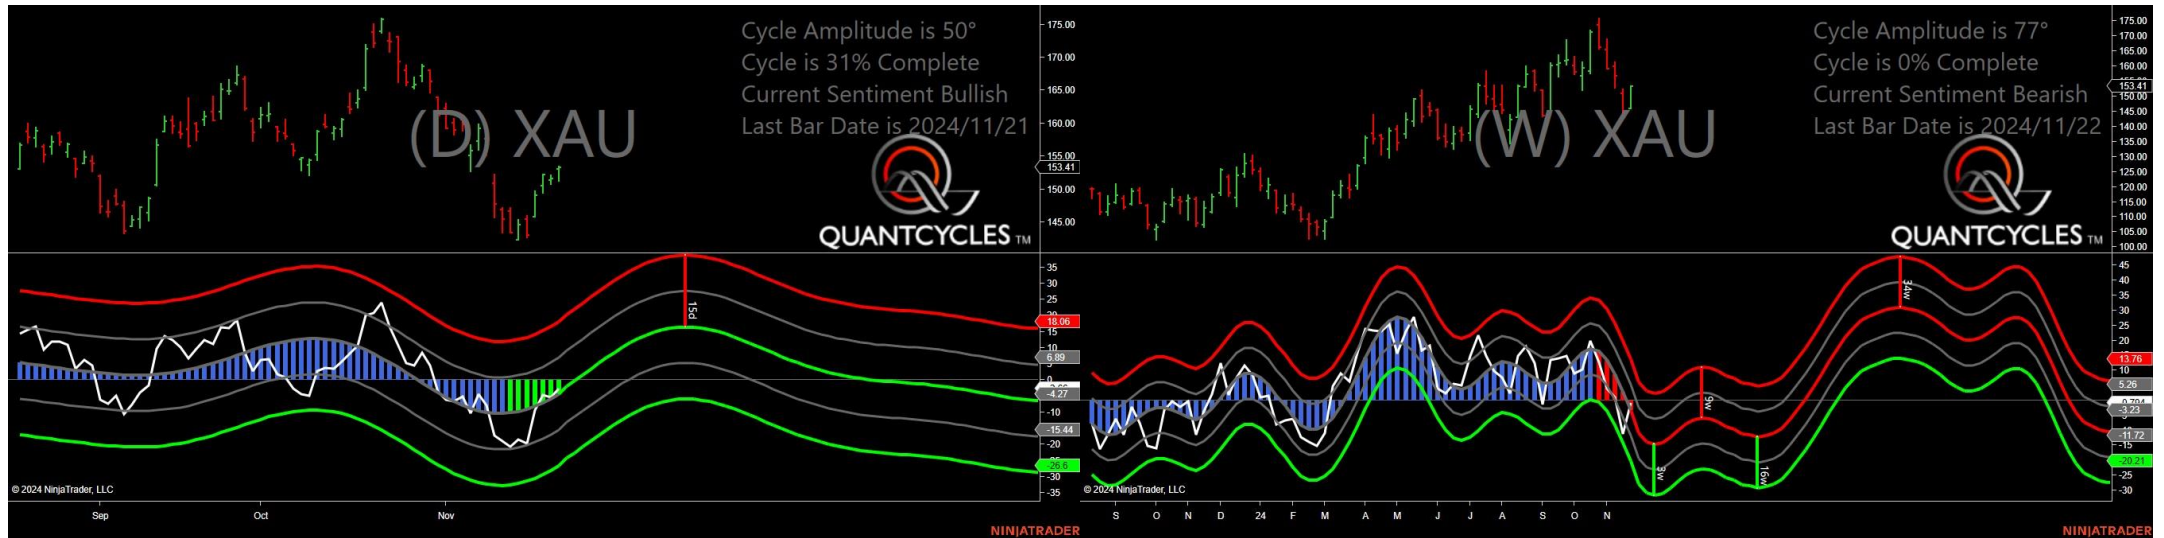 Cycle Amplitude is 50°
Cycle is 31% Complete
Current Sentiment Bullish
Last Bar Date is 2024/11/21
(D) XAU
QUANTCYCLES TM
175.00
170.00
165.00
160.00
155.00
153.41
150.00
145.00
15d
35
30
25
20
18.06
15
6.89
5
0
-4.27
-10
-15.44
-20
-26.6
-30
-35
© 2024 NinjaTrader, LLC
Sep Oct Nov
NINJATRADER
Cycle Amplitude is 77°
Cycle is 0% Complete
Current Sentiment Bearish
Last Bar Date is 2024/11/22
(W) XAU
QUANTCYCLES TM
175.00
170.00
165.00
160.00
153.41
150.00
145.00
140.00
135.00
130.00
125.00
120.00
115.00
110.00
105.00
100.00
3w
9w
16w
34w
45
35
30
25
20
13.76
10
5.26
-3.23
-11.72
-15
-20.21
-25
-30
© 2024 NinjaTrader, LLC
S O N D 24 F M A M J J A S O N
NINJATRADER